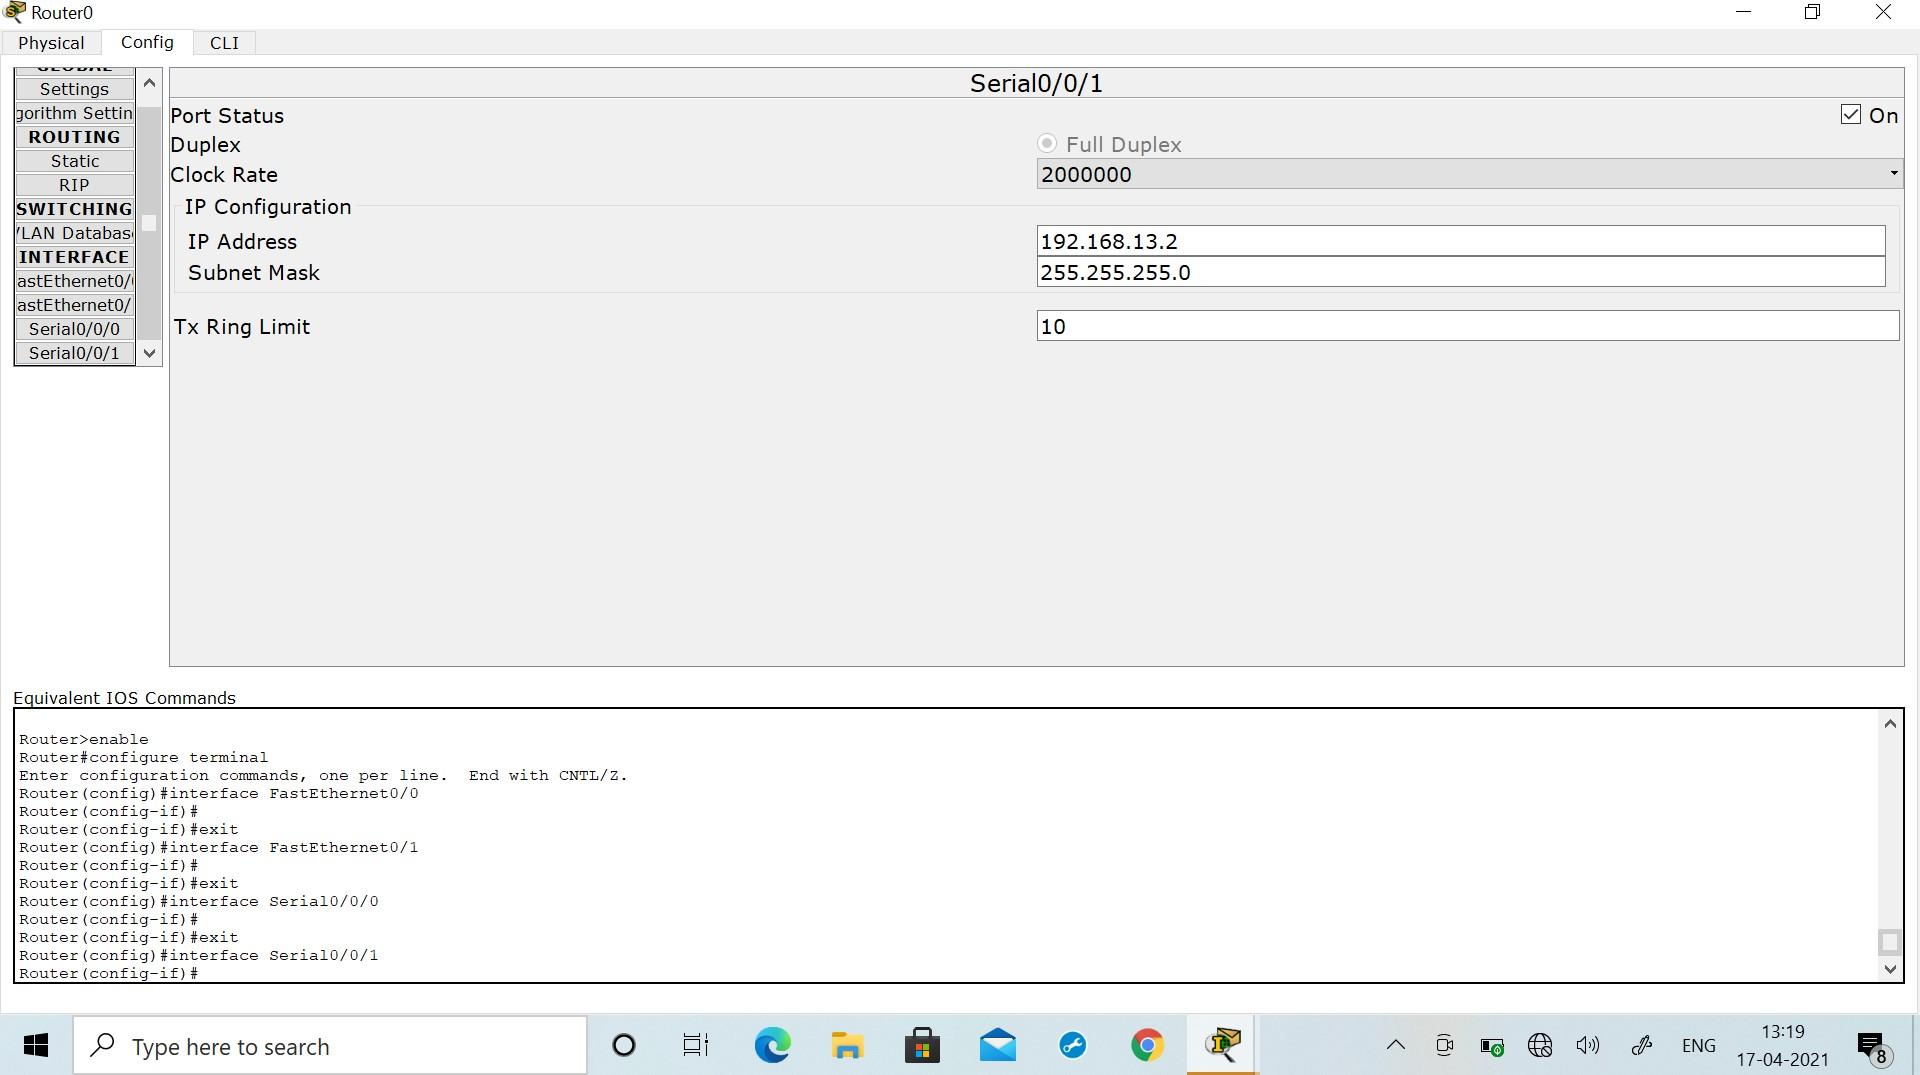 Router0
Physical
Config
CLI
GLOBAL
Settings
gorithm Settin
ROUTING
Static
RIP
SWITCHING
LAN Databas
INTERFACE
astEthernet0/
astEthernet0/
Serial0/0/0
Serial0/0/1
Serial0/0/1
Port Status
On
Duplex
Full Duplex
Clock Rate
2000000
IP Configuration
IP Address
192.168.13.2
Subnet Mask
255.255.255.0
Tx Ring Limit
10
Equivalent IOS Commands
Router>enable
Router#configure terminal
Enter configuration commands, one per line.  End with CNTL/Z.
Router(config)#interface FastEthernet0/0
Router(config-if)#
Router(config-if)#exit
Router(config)#interface FastEthernet0/1
Router(config-if)#
Router(config-if)#exit
Router(config)#interface Serial0/0/0
Router(config-if)#
Router(config-if)#exit
Router(config)#interface Serial0/0/1
Router(config-if)#
Type here to search
ENG
13:19
17-04-2021
8